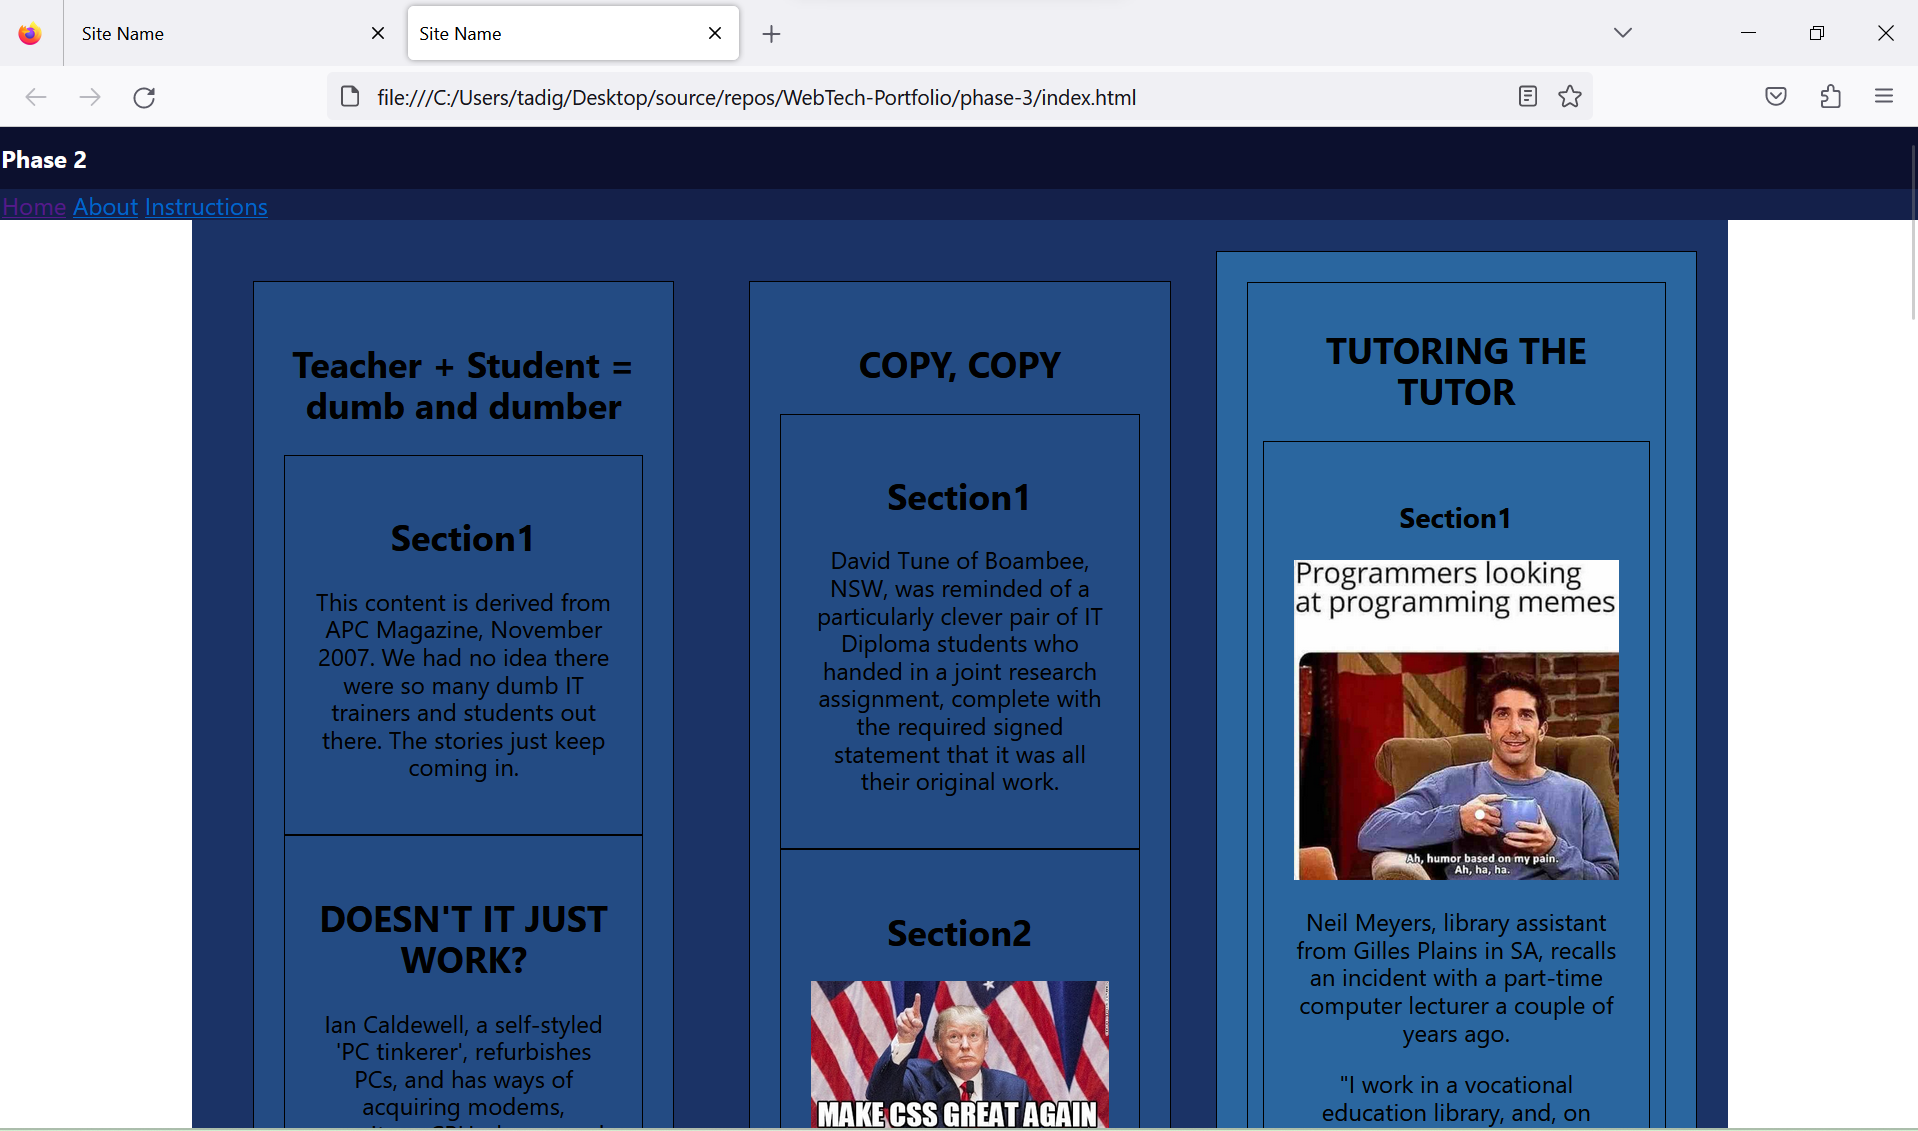 Site Name
Site Name
file:///C:/Users/tadig/Desktop/source/repos/WebTech-Portfolio/phase-3/index.html
Phase 2
Home About Instructions
Teacher + Student =
dumb and dumber
Section1
This content is derived from
APC Magazine, November
2007. We had no idea there
were so many dumb IT
trainers and students out
there. The stories just keep
coming in.
DOESN'T IT JUST
WORK?
Ian Caldewell, a self-styled
'PC tinkerer', refurbishes
PCs, and has ways of
acquiring modems,
COPY, COPY
Section1
David Tune of Boambee,
NSW, was reminded of a
particularly clever pair of IT
Diploma students who
handed in a joint research
assignment, complete with
the required signed
statement that it was all
their original work.
Section2
MAKE CSS GREAT AGAIN
TUTORING THE
TUTOR
Section1
Programmers looking
at programming memes
Ah, humor based on my pain.
Ah, ha, ha.
Neil Meyers, library assistant
from Gilles Plains in SA, recalls
an incident with a part-time
computer lecturer a couple of
years ago.
"I work in a vocational
education library, and, on